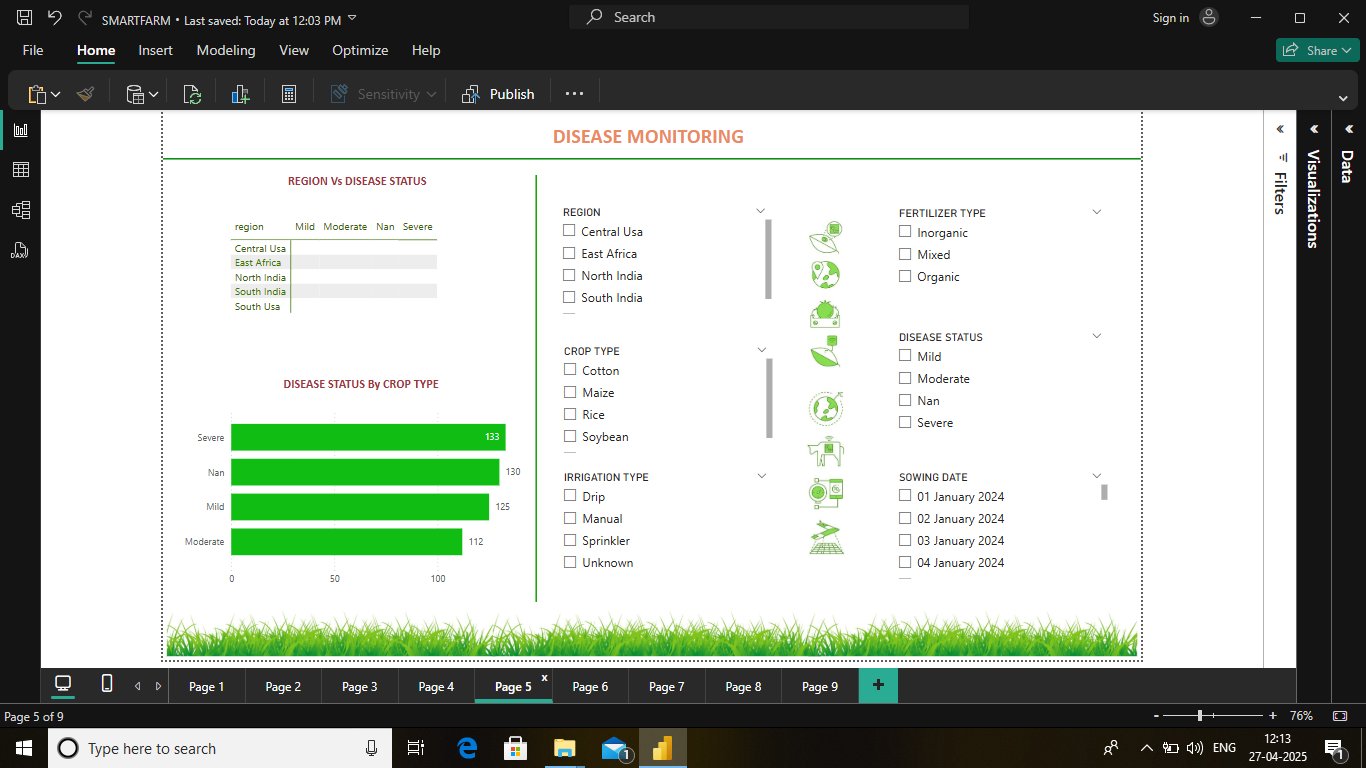 SMARTFARM • Last saved: Today at 12:03 PM
Search
Sign in
File Home Insert Modeling View Optimize Help
Share
Sensitivity
Publish
DISEASE MONITORING
REGION Vs DISEASE STATUS
region Mild Moderate Nan Severe
Central Usa
East Africa
North India
South India
South Usa
DISEASE STATUS By CROP TYPE
Severe 133
Nan 130
Mild 125
Moderate 112
0 50 100
REGION
Central Usa
East Africa
North India
South India
CROP TYPE
Cotton
Maize
Rice
Soybean
IRRIGATION TYPE
Drip
Manual
Sprinkler
Unknown
FERTILIZER TYPE
Inorganic
Mixed
Organic
DISEASE STATUS
Mild
Moderate
Nan
Severe
SOWING DATE
01 January 2024
02 January 2024
03 January 2024
04 January 2024
Filters
Visualizations
Data
DAX
Page 1 Page 2 Page 3 Page 4 Page 5 x Page 6 Page 7 Page 8 Page 9 +
Page 5 of 9
- + 76%
Type here to search
1
ENG
12:13
27-04-2025
1